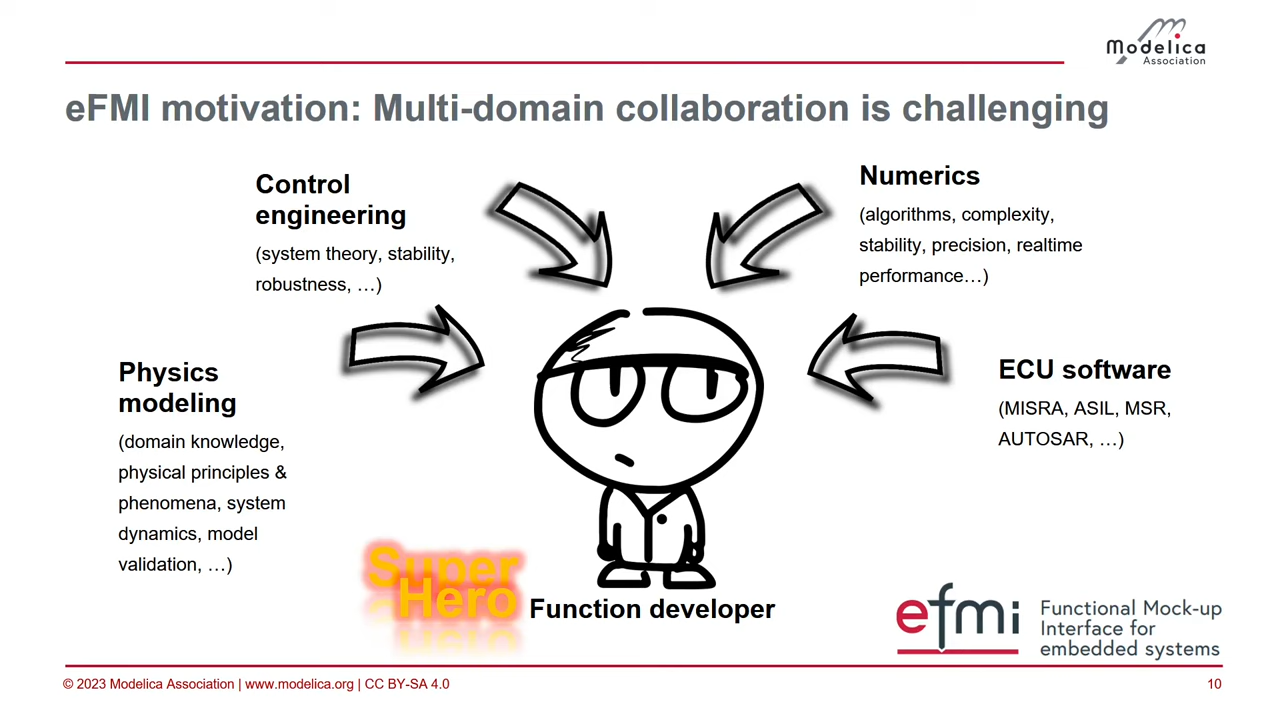 Modelica
Association
eFMI motivation: Multi-domain collaboration is challenging
Control
engineering
(system theory, stability,
robustness, …)
Numerics
(algorithms, complexity,
stability, precision, realtime
performance…)
Physics
modeling
(domain knowledge,
physical principles &
phenomena, system
dynamics, model
validation, …)
ECU software
(MISRA, ASIL, MSR,
AUTOSAR, …)
Super
Hero
Function developer
efmi
Functional Mock-up
Interface for
embedded systems
© 2023 Modelica Association | www.modelica.org | CC BY-SA 4.0
10